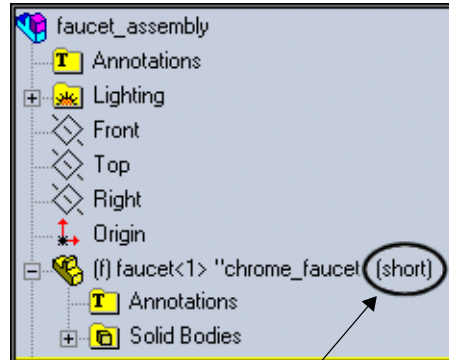 faucet_assembly
Annotations
Lighting
Front
Top
Right
Origin
(f) faucet<1> "chrome_faucet (short)
Annotations
Solid Bodies